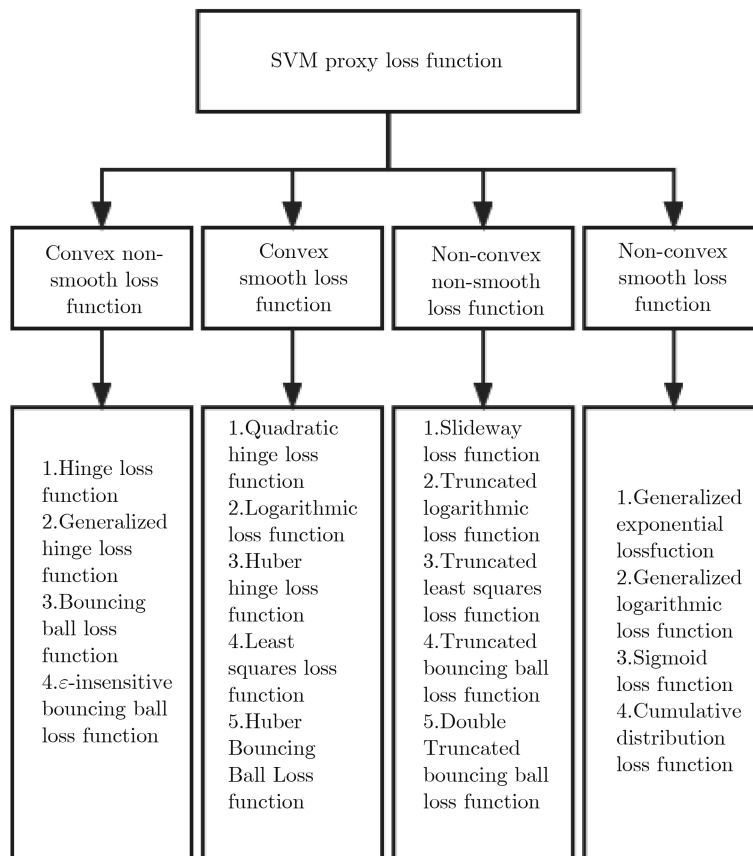 SVM proxy loss function
Convex non-
smooth loss
function
Convex
smooth loss
function
Non-convex
non-smooth
loss function
Non-convex
smooth loss
function
1.Hinge loss
function
2.Generalized
hinge loss
function
3.Bouncing
ball loss
function
4.ε-insensitive
bouncing ball
loss function
1.Quadratic
hinge loss
function
2.Logarithmic
loss function
3.Huber
hinge loss
function
4.Least
squares loss
function
5.Huber
Bouncing
Ball Loss
function
1.Slideway
loss function
2.Truncated
logarithmic
loss function
3.Truncated
least squares
loss function
4.Truncated
bouncing ball
loss function
5.Double
Truncated
bouncing ball
loss function
1.Generalized
exponential
lossfuction
2.Generalized
logarithmic
loss function
3.Sigmoid
loss function
4.Cumulative
distribution
loss function